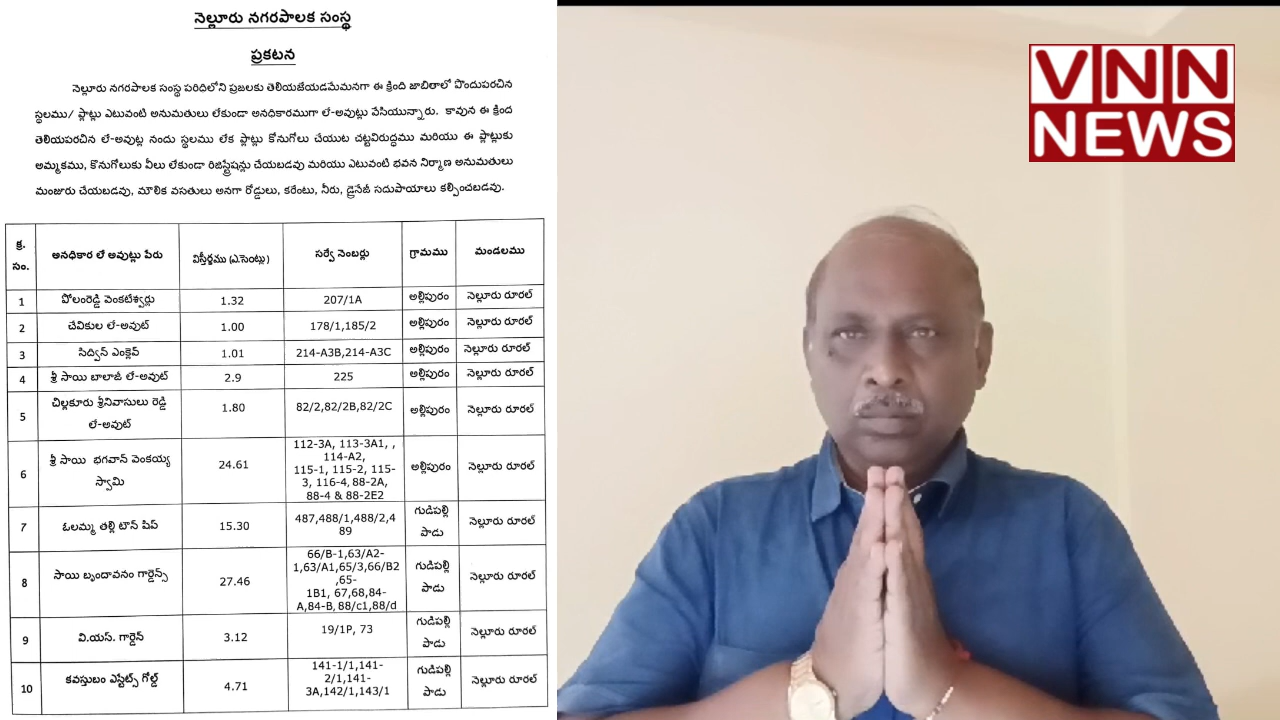 నెల్లూరు నగరపాలక సంస్థ
ప్రకటన
నెల్లూరు నగరపాలక సంస్థ పరిధిలోని ప్రజలకు తెలియజేయడమేమనగా ఈ క్రింది జాబితాలో పొందుపరచిన
స్థలము/ ప్లాట్లు ఎటువంటి అనుమతులు లేకుండా అనధికారముగా లే-అవుట్లు వేసియున్నారు. కావున ఈ క్రింద
తెలియపరచిన లే-అవుట్ల నందు స్థలము లేక ప్లాట్లు కోనుగోలు చేయుట చట్టవిరుద్ధము మరియు ఈ ప్లాట్లుకు
అమ్మకము, కొనుగోలుకు వీలు లేకుండా రిజిస్ట్రేషన్లు చేయబడవు మరియు ఎటువంటి భవన నిర్మాణ అనుమతులు
మంజురు చేయబడవు, మౌలిక వసతులు అనగా రోడ్డులు, కరేంటు, నీరు, డ్రైనేజీ సదుపాయాలు కల్పించబడవు.
క్ర. సం. అనధికార లే అవుట్లు పేరు విస్తీర్ణము (ఎ.సెంట్లు) సర్వే నెంబర్లు గ్రామము మండలము
1 పోలంరెడ్డి వెంకటేశ్వర్లు 1.32 207/1A అల్లిపురం నెల్లూరు రూరల్
2 చేవికుల లే-అవుట్ 1.00 178/1,185/2 అల్లిపురం నెల్లూరు రూరల్
3 సిద్విన్ ఎంక్లెవ్ 1.01 214-A3B,214-A3C అల్లిపురం నెల్లూరు రూరల్
4 శ్రీ సాయి బాలాజీ లే-అవుట్ 2.9 225 అల్లిపురం నెల్లూరు రూరల్
5 చిల్లకూరు శ్రీనివాసులు రెడ్డి
లే-అవుట్ 1.80 82/2,82/2B,82/2C అల్లిపురం నెల్లూరు రూరల్
6 శ్రీ సాయి భగవాన్ వెంకయ్య
స్వామి 24.61 112-3A, 113-3A1, ,
114-A2,
115-1, 115-2, 115-
3, 116-4, 88-2A,
88-4 & 88-2E2 అల్లిపురం నెల్లూరు రూరల్
7 ఓలమ్మ తల్లి టౌన్ షిప్ 15.30 487,488/1,488/2,4
89 గుడిపల్లి
పాడు నెల్లూరు రూరల్
8 సాయి బృందావనం గార్డెన్స్ 27.46 66/B-1,63/A2-
1,63/A1,65/3,66/B2
,65-
1B1, 67,68,84-
A,84-B, 88/c1,88/d గుడిపల్లి
పాడు నెల్లూరు రూరల్
9 వి.యస్. గార్డెన్ 3.12 19/1P, 73 గుడిపల్లి
పాడు నెల్లూరు రూరల్
10 కవస్తుబం ఎస్టేట్స్ గోల్డ్ 4.71 141-1/1,141-
2/1,141-
3A,142/1,143/1 గుడిపల్లి
పాడు నెల్లూరు రూరల్
VNN
NEWS